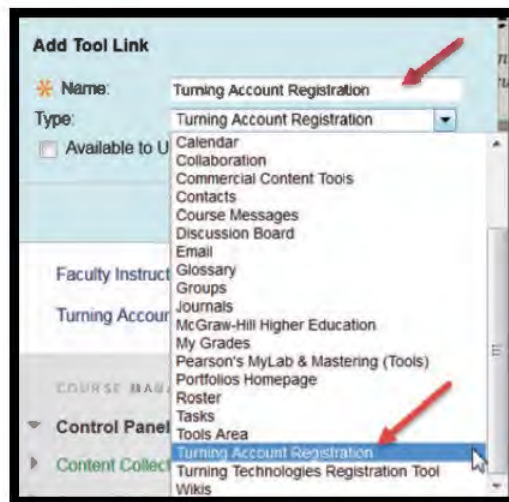 Add Tool Link
Name: Turning Account Registration
Type: Turning Account Registration
Available to U
Calendar
Collaboration
Commercial Content Tools
Contacts
Course Messages
Discussion Board
Email
Glossary
Groups
Journals
McGraw-Hill Higher Education
My Grades
Pearson's MyLab & Mastering (Tools)
Portfolios Homepage
Roster
Tasks
Tools Area
Turning Account Registration
Turning Technologies Registration Tool
Wikis
Faculty Instruct
Turning Accour
COURSE MANA
Control Panel
Content Collec